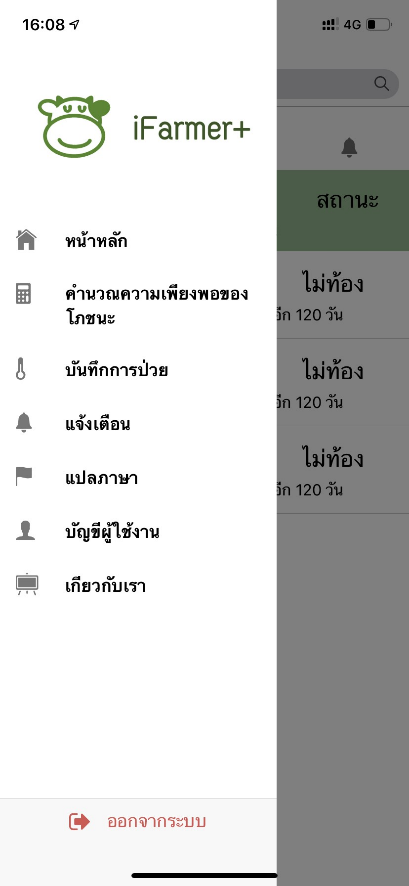 16:08
4G
iFarmer+
หน้าหลัก
คำนวณความเพียงพอของ
โภชนะ
บันทึกการป่วย
แจ้งเตือน
แปลภาษา
บัญชีผู้ใช้งาน
เกี่ยวกับเรา
ออกจากระบบ
สถานะ
ไม่ท้อง
อีก 120 วัน
ไม่ท้อง
อีก 120 วัน
ไม่ท้อง
อีก 120 วัน